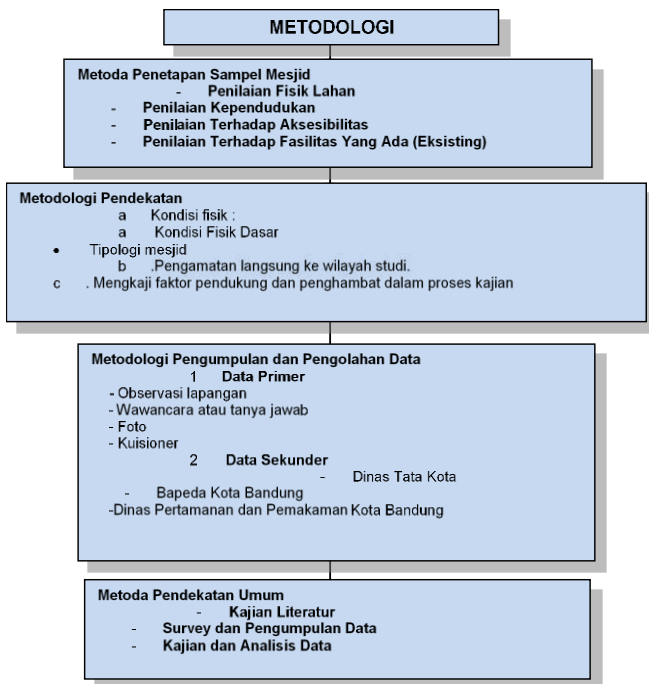 METODOLOGI
Metoda Penetapan Sampel Mesjid
- Penilaian Fisik Lahan
- Penilaian Kependudukan
- Penilaian Terhadap Aksesibilitas
- Penilaian Terhadap Fasilitas Yang Ada (Eksisting)
Metodologi Pendekatan
a Kondisi fisik :
a Kondisi Fisik Dasar
• Tipologi mesjid
b .Pengamatan langsung ke wilayah studi.
c . Mengkaji faktor pendukung dan penghambat dalam proses kajian
Metodologi Pengumpulan dan Pengolahan Data
1 Data Primer
- Observasi lapangan
- Wawancara atau tanya jawab
- Foto
- Kuisioner
2 Data Sekunder
- Dinas Tata Kota
- Bapeda Kota Bandung
-Dinas Pertamanan dan Pemakaman Kota Bandung
Metoda Pendekatan Umum
- Kajian Literatur
- Survey dan Pengumpulan Data
- Kajian dan Analisis Data